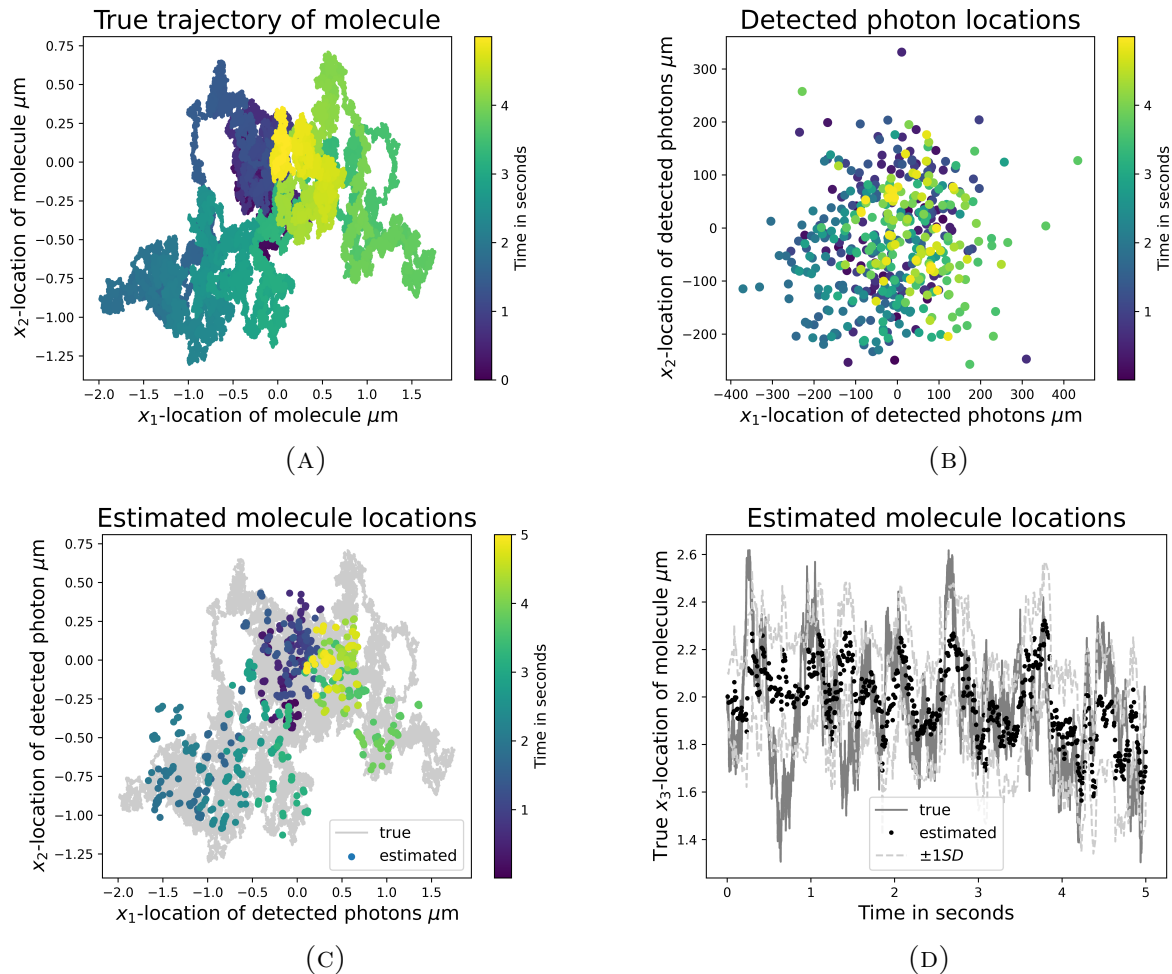 True trajectory of molecule
0.75
0.50
0.25
0.00
−0.25
−0.50
−0.75
−1.00
−1.25
x₂-location of molecule μm
−2.0 −1.5 −1.0 −0.5 0.0 0.5 1.0 1.5
x₁-location of molecule μm
4
3
2
1
0
Time in seconds
(A)
Detected photon locations
300
200
100
0
−100
−200
x₂-location of detected photons μm
−400 −300 −200 −100 0 100 200 300 400
x₁-location of detected photons μm
4
3
2
1
Time in seconds
(B)
Estimated molecule locations
0.75
0.50
0.25
0.00
−0.25
−0.50
−0.75
−1.00
−1.25
x₂-location of detected photon μm
−2.0 −1.5 −1.0 −0.5 0.0 0.5 1.0 1.5
x₁-location of detected photons μm
true
estimated
5
4
3
2
1
Time in seconds
(C)
Estimated molecule locations
2.6
2.4
2.2
2.0
1.8
1.6
1.4
True x₃-location of molecule μm
0 1 2 3 4 5
Time in seconds
true
estimated
±1SD
(D)